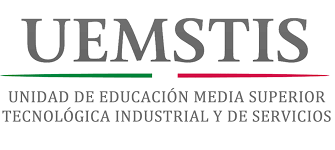 UEMSTIS
UNIDAD DE EDUCACIÓN MEDIA SUPERIOR
TECNOLÓGICA INDUSTRIAL Y DE SERVICIOS